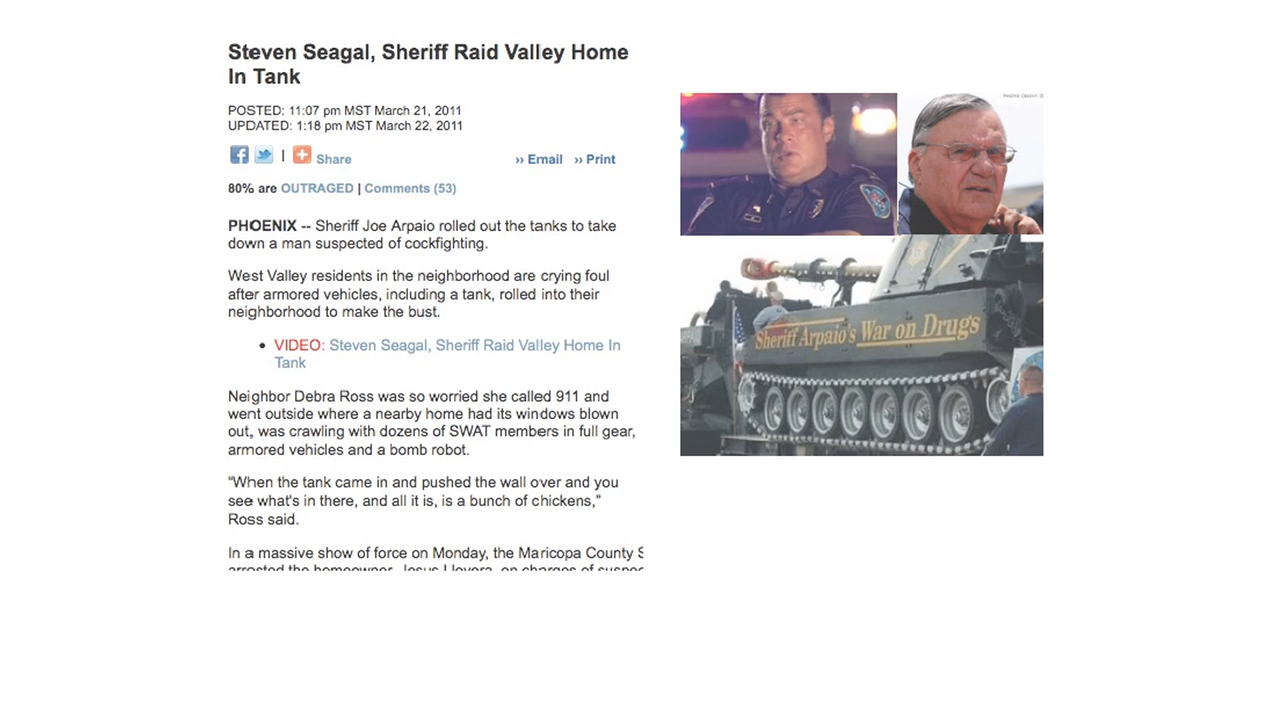 Steven Seagal, Sheriff Raid Valley Home
In Tank
POSTED: 11:07 pm MST March 21, 2011
UPDATED: 1:18 pm MST March 22, 2011
| Share
›› Email ›› Print
80% are OUTRAGED | Comments (53)
PHOENIX -- Sheriff Joe Arpaio rolled out the tanks to take
down a man suspected of cockfighting.
West Valley residents in the neighborhood are crying foul
after armored vehicles, including a tank, rolled into their
neighborhood to make the bust.
• VIDEO: Steven Seagal, Sheriff Raid Valley Home In
Tank
Neighbor Debra Ross was so worried she called 911 and
went outside where a nearby home had its windows blown
out, was crawling with dozens of SWAT members in full gear,
armored vehicles and a bomb robot.
“When the tank came in and pushed the wall over and you
see what's in there, and all it is, is a bunch of chickens,”
Ross said.
In a massive show of force on Monday, the Maricopa County S
arrested the homeowner, Jesus Llovera, on charges of
Sheriff Arpaio's War on Drugs